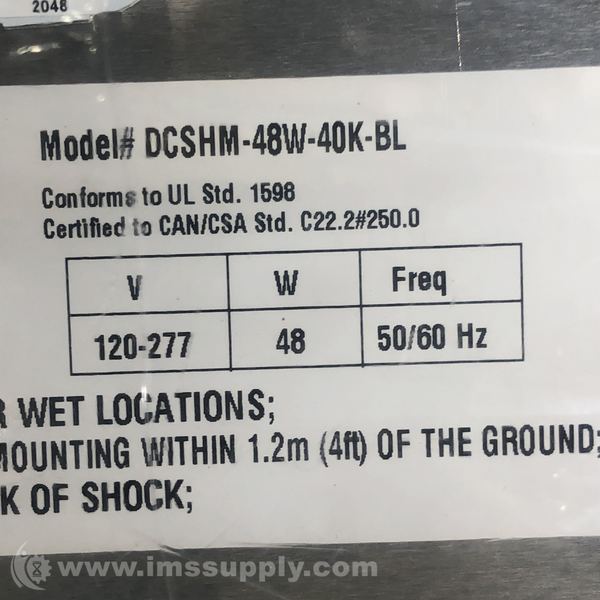 2048
Model# DCSHM-48W-40K-BL
Conforms to UL Std. 1598
Certified to CAN/CSA Std. C22.2#250.0
V W Freq
120-277 48 50/60 Hz
R WET LOCATIONS;
MOUNTING WITHIN 1.2m (4ft) OF THE GROUND;
K OF SHOCK;
www.imssupply.com